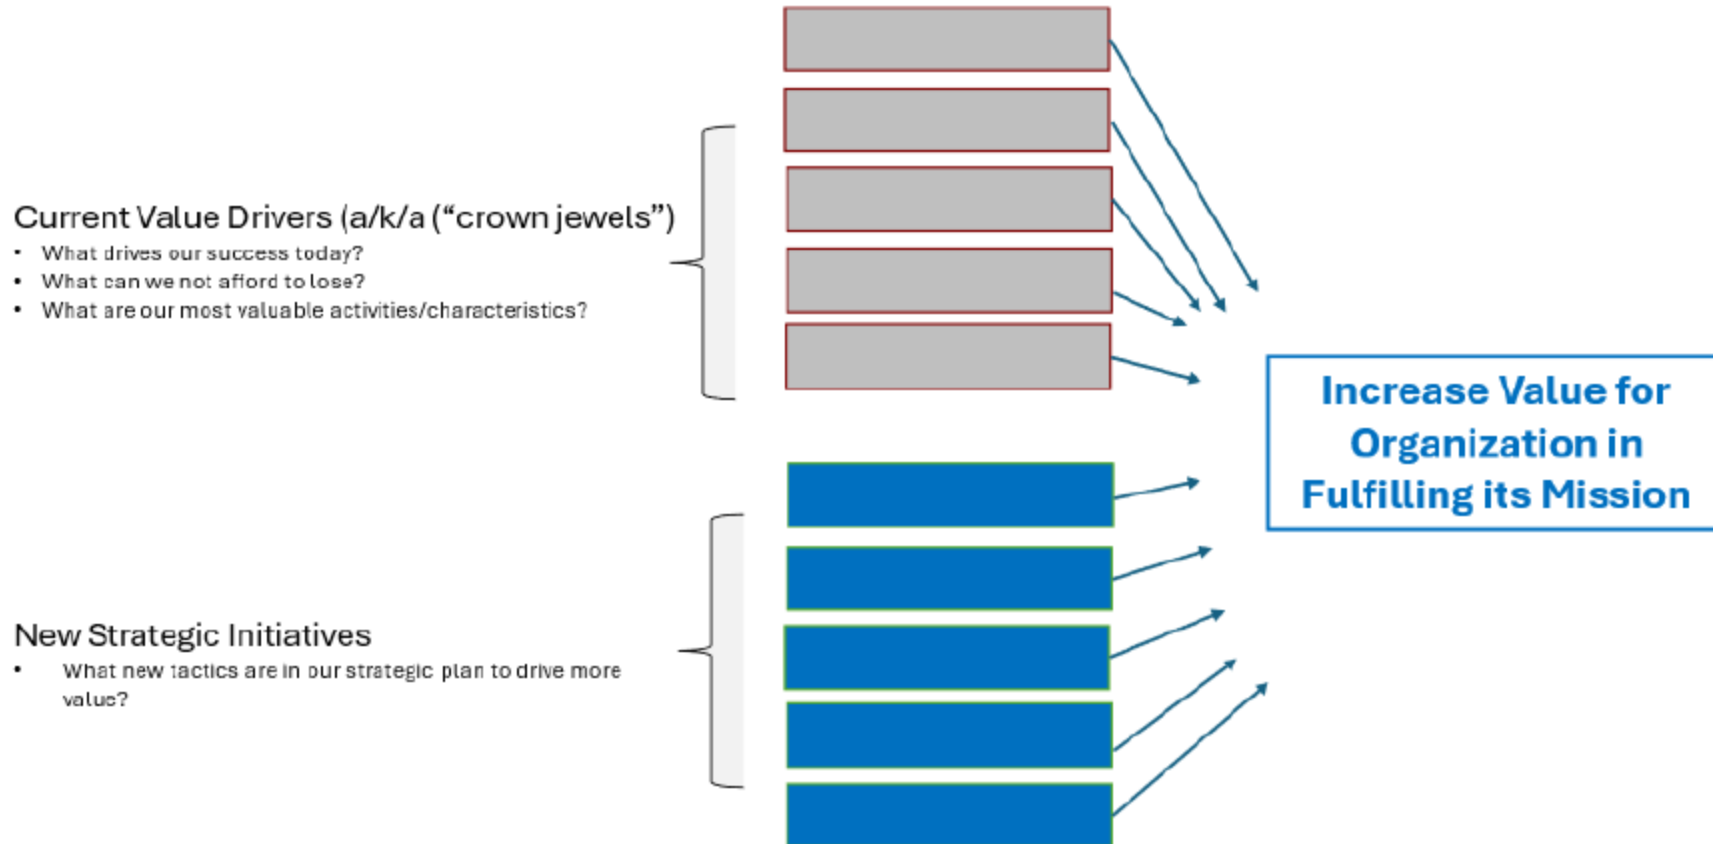 Current Value Drivers (a/k/a (“crown jewels”)
• What drives our success today?
• What can we not afford to lose?
• What are our most valuable activities/characteristics?
Increase Value for
Organization in
Fulfilling its Mission
New Strategic Initiatives
• What new tactics are in our strategic plan to drive more
value?